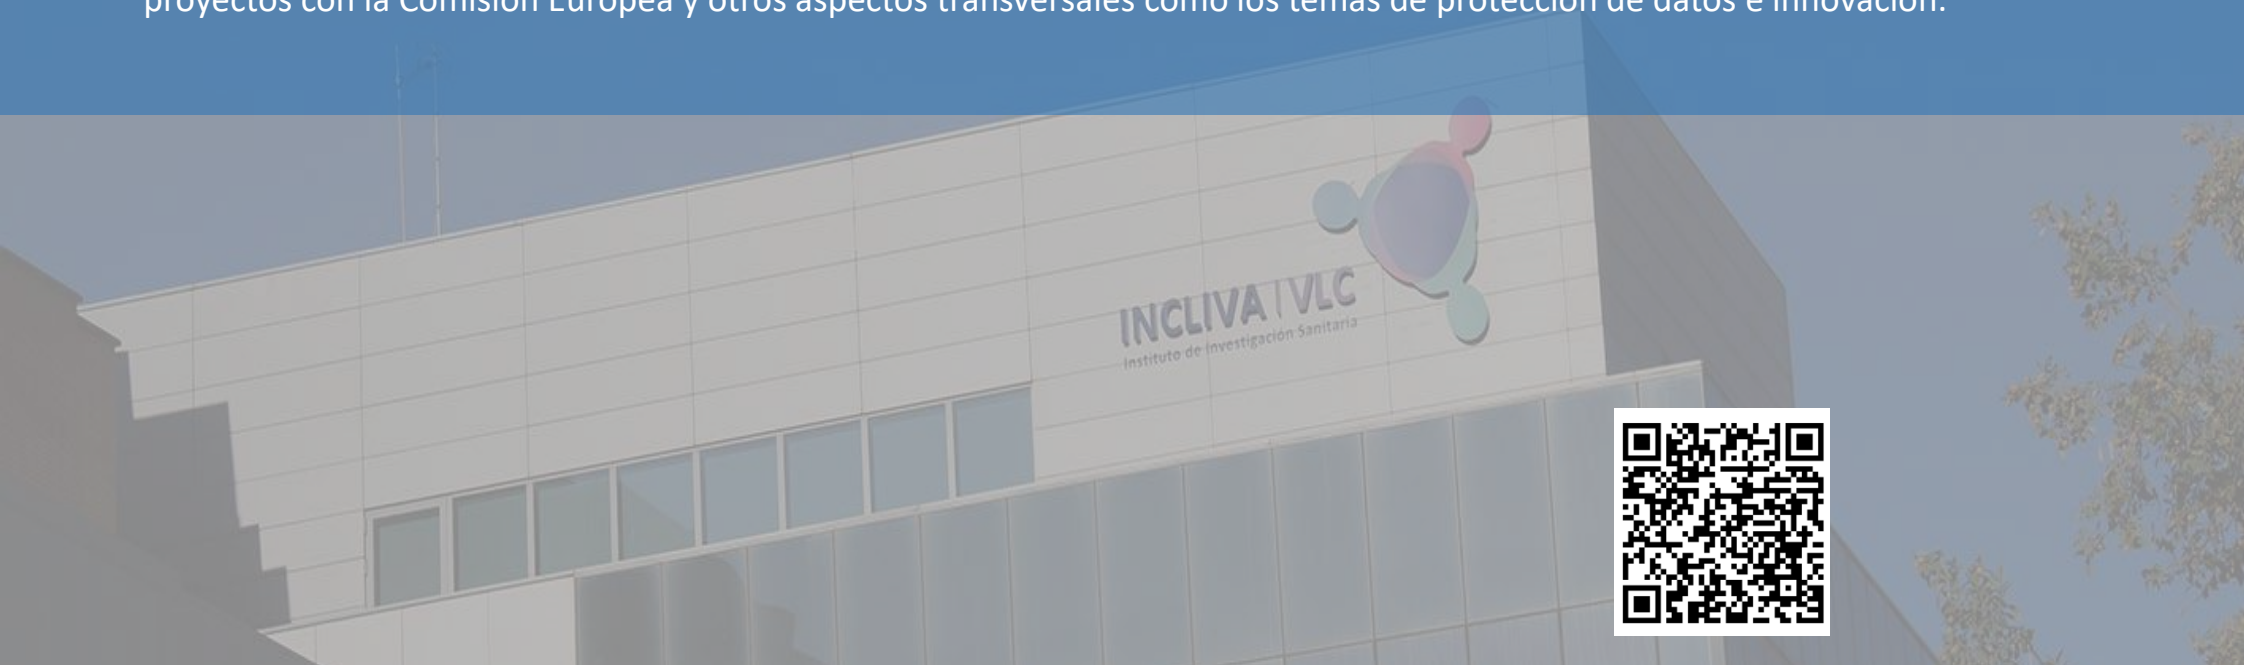 proyectos con la Comisión Europea y otros aspectos transversales como los temas de protección de datos e innovación.
INCLIVA | VLC
Instituto de Investigación Sanitaria